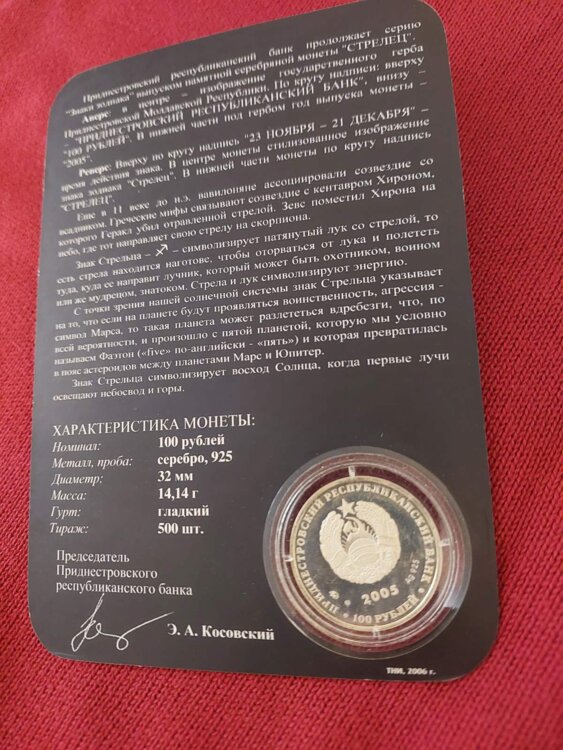 Приднестровский республиканский банк продолжает серию
"Знаки зодиака" выпуском памятной серебряной монеты "СТРЕЛЕЦ".
Аверс: в центре – изображение государственного герба
Приднестровской Молдавской Республики. По кругу надписи: вверху
- "ПРИДНЕСТРОВСКИЙ РЕСПУБЛИКАНСКИЙ БАНК", внизу –
"100 РУБЛЕЙ". В нижней части под гербом год выпуска монеты –
"2005".
Реверс: Вверху по кругу надпись "23 НОЯБРЯ – 21 ДЕКАБРЯ" –
время действия знака. В центре монеты стилизованное изображение
знака зодиака "Стрелец". В нижней части монеты по кругу надпись
"СТРЕЛЕЦ".
Еще в 11 веке до н.э. вавилоняне ассоциировали созвездие со
всадником. Греческие мифы связывают созвездие с кентавром Хироном,
которого Геракл убил отравленной стрелой. Зевс поместил Хирона на
небо, где тот направляет свою стрелу на скорпиона.
Знак Стрельца – ♐ – символизирует натянутый лук со стрелой, то
есть стрела находится наготове, чтобы оторваться от лука и полететь
туда, куда ее направит лучник, который может быть охотником, воином
или же мудрецом, знатоком. Стрела и лук символизируют энергию.
С точки зрения нашей солнечной системы знак Стрельца указывает
на то, что если на планете будут проявляться воинственность, агрессия -
символ Марса, то такая планета может разлететься вдребезги, что, по
всей вероятности, и произошло с пятой планетой, которую мы условно
называем Фаэтон («five» по-английски - «пять») и которая превратилась
в пояс астероидов между планетами Марс и Юпитер.
Знак Стрельца символизирует восход Солнца, когда первые лучи
освещают небосвод и горы.
ХАРАКТЕРИСТИКА МОНЕТЫ:
Номинал: 100 рублей
Металл, проба: серебро, 925
Диаметр: 32 мм
Масса: 14,14 г
Гурт: гладкий
Тираж: 500 шт.
Председатель
Приднестровского
республиканского банка
Э. А. Косовский
ПРИДНЕСТРОВСКИЙ РЕСПУБЛИКАНСКИЙ БАНК
Ag 925
2005
100 РУБЛЕЙ
ТНИ, 2006 г.